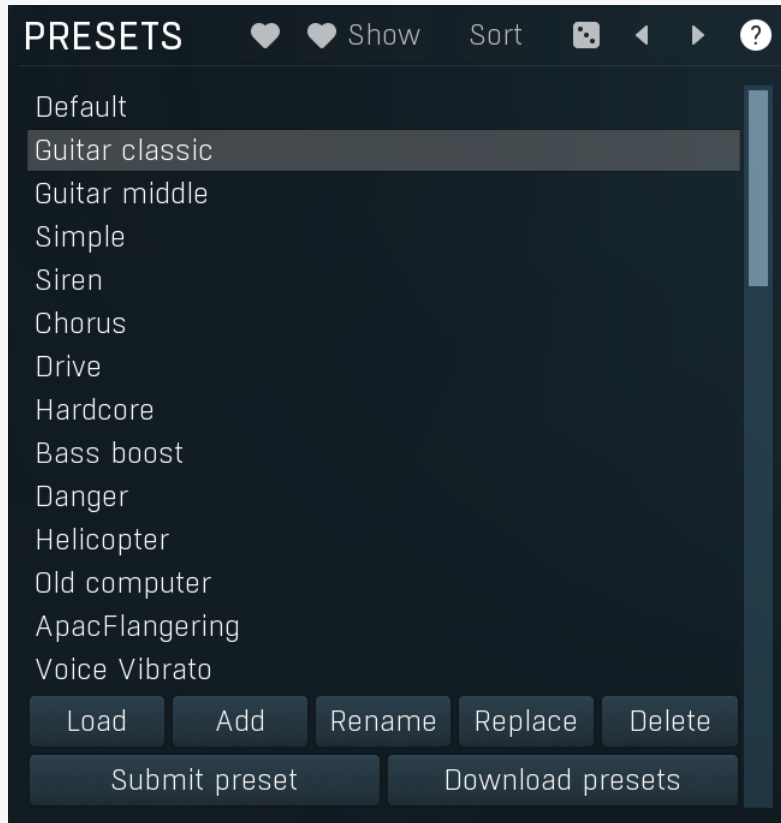 PRESETS Show Sort ?
Default
Guitar classic
Guitar middle
Simple
Siren
Chorus
Drive
Hardcore
Bass boost
Danger
Helicopter
Old computer
ApacFlangering
Voice Vibrato
Load Add Rename Replace Delete
Submit preset Download presets